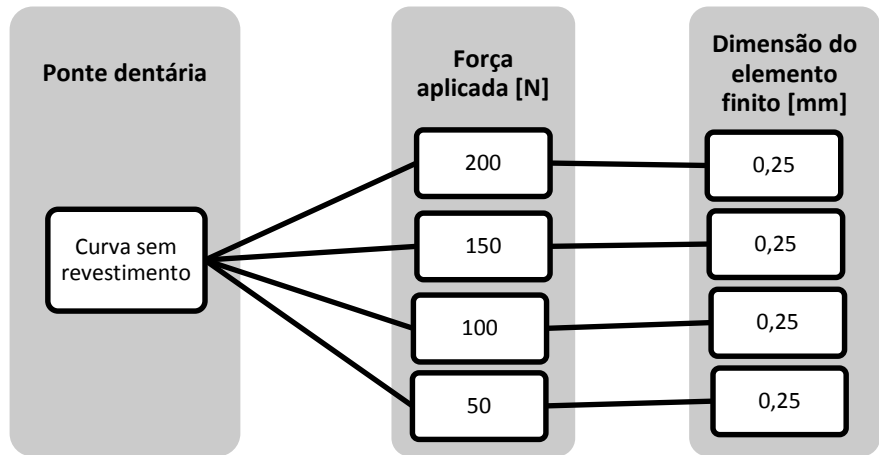 Ponte dentária
Força
aplicada [N]
Dimensão do
elemento
finito [mm]
Curva sem
revestimento
200
0,25
150
0,25
100
0,25
50
0,25